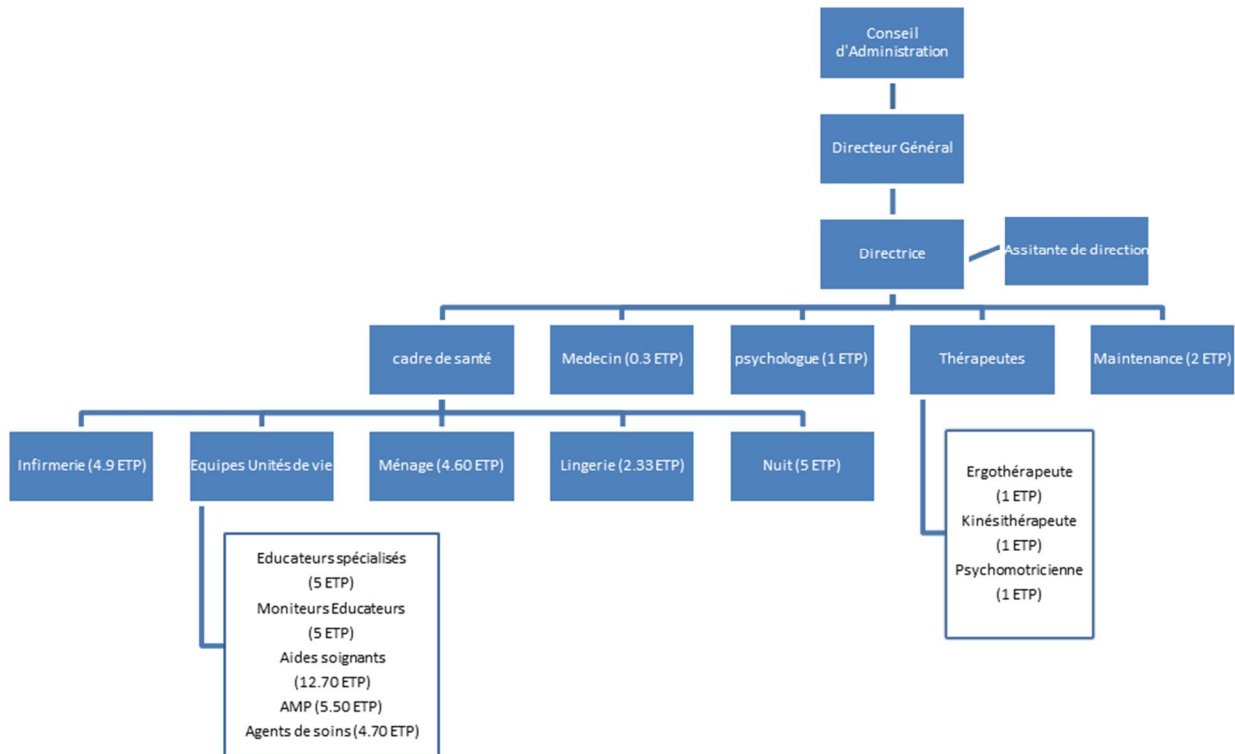 Conseil
d'Administration
Directeur Général
Directrice
Assitante de direction
cadre de santé
Medecin (0.3 ETP)
psychologue (1 ETP)
Thérapeutes
Maintenance (2 ETP)
Infirmerie (4.9 ETP)
Equipes Unités de vie
Ménage (4.60 ETP)
Lingerie (2.33 ETP)
Nuit (5 ETP)
Ergothérapeute
(1 ETP)
Kinésithérapeute
(1 ETP)
Psychomotricienne
(1 ETP)
Educateurs spécialisés
(5 ETP)
Moniteurs Educateurs
(5 ETP)
Aides soignants
(12.70 ETP)
AMP (5.50 ETP)
Agents de soins (4.70 ETP)